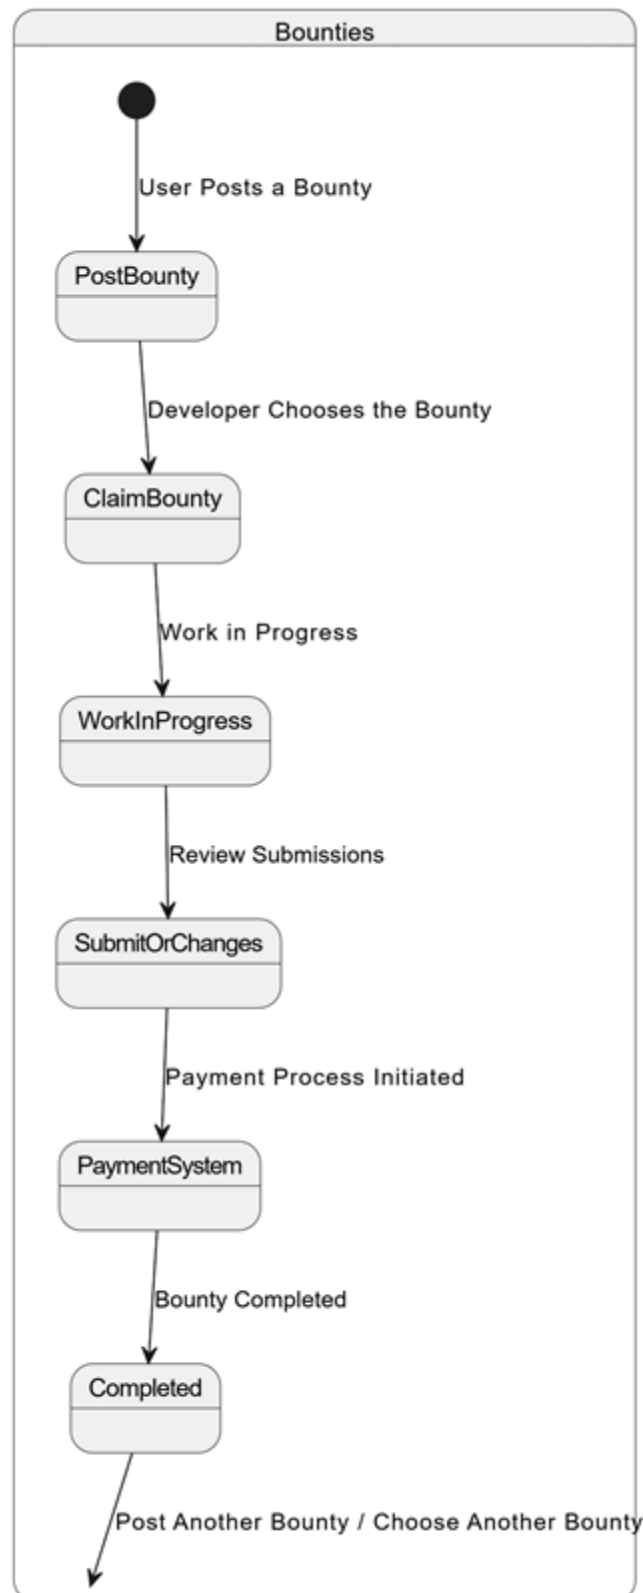 Bounties
User Posts a Bounty
PostBounty
Developer Chooses the Bounty
ClaimBounty
Work in Progress
WorkInProgress
Review Submissions
SubmitOrChanges
Payment Process Initiated
PaymentSystem
Bounty Completed
Completed
Post Another Bounty / Choose Another Bounty